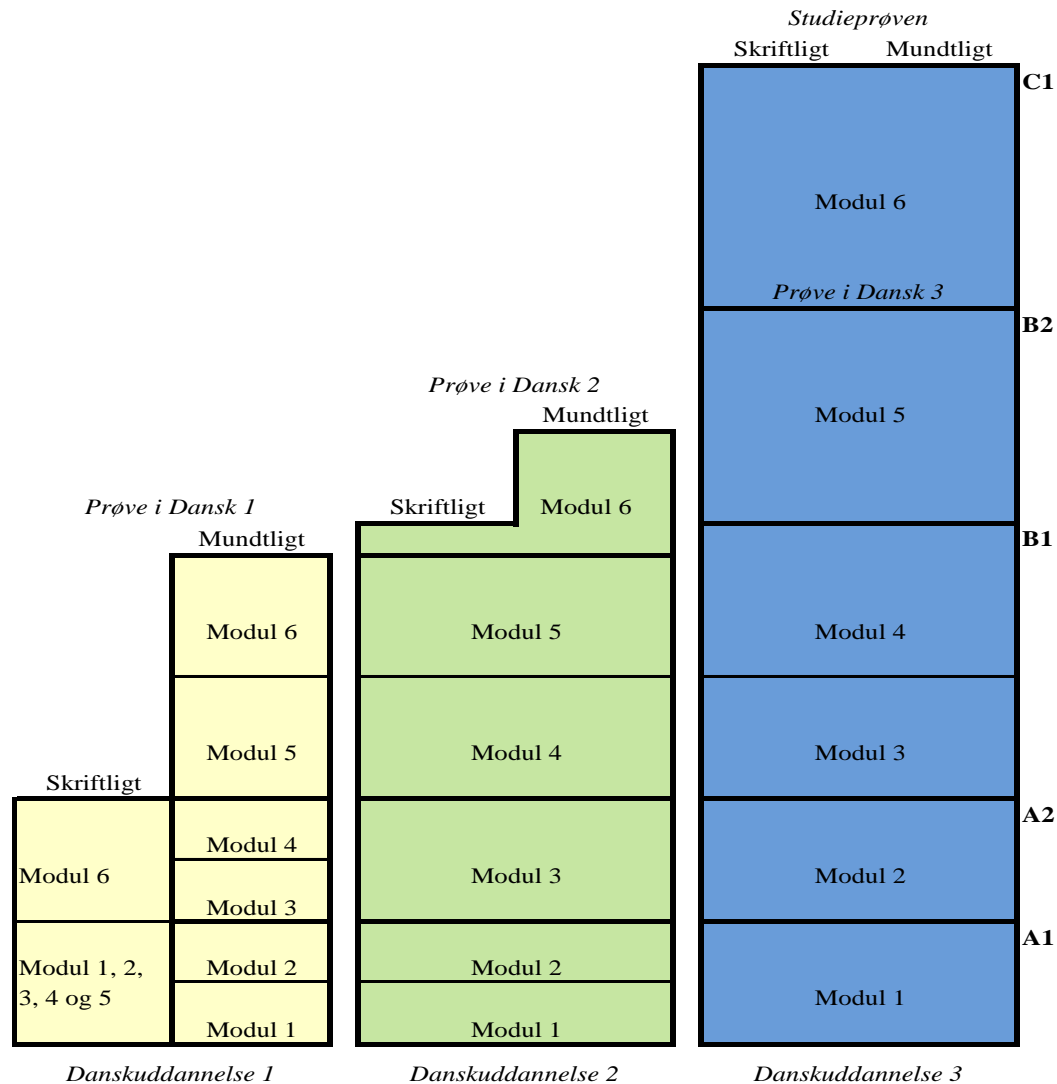 Studieprøven
Skriftligt Mundtligt
C1
Modul 6
Prøve i Dansk 3
B2
Modul 5
B1
Modul 4
Modul 3
A2
Modul 2
A1
Modul 1
Danskuddannelse 3
Prøve i Dansk 2
Mundtligt
Skriftligt
Modul 6
Modul 5
Modul 4
Modul 3
Modul 2
Modul 1
Danskuddannelse 2
Prøve i Dansk 1
Mundtligt
Modul 6
Modul 5
Modul 4
Modul 3
Modul 2
Modul 1
Skriftligt
Modul 6
Modul 1, 2,
3, 4 og 5
Danskuddannelse 1